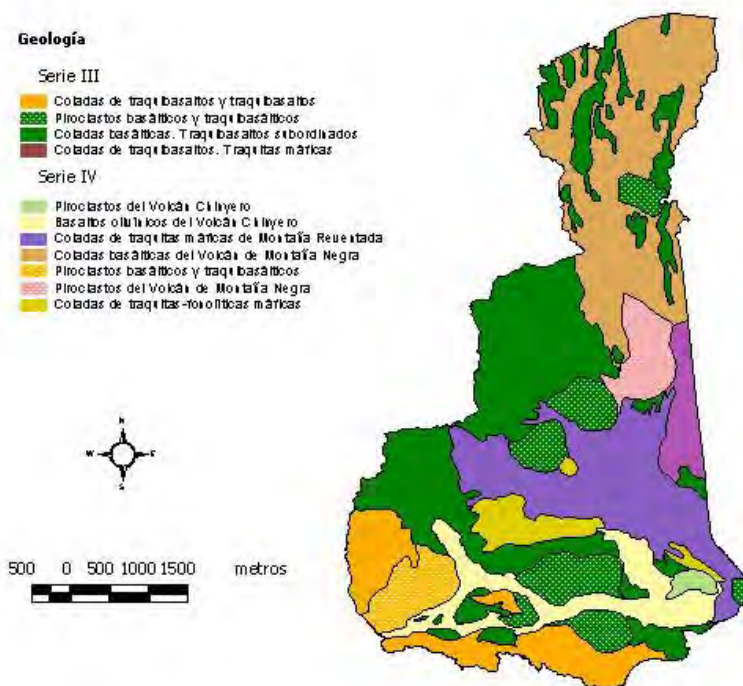 Geología
Serie III
Coladas de traquibasaltos y traquibasaltos
Piroclastos basálticos y traquibasálticos
Coladas basálticas. Traquibasaltos subordinados
Coladas de traquibasaltos. Traquitas máficas
Serie IV
Piroclastos del Volcán Chinyero
Basaltos olivínicos del Volcán Chinyero
Coladas de traquitas máficas de Montaña Reventada
Coladas basálticas del Volcán de Montaña Negra
Piroclastos basálticos y traquibasálticos
Piroclastos del Volcán de Montaña Negra
Coladas de traquitas-fonolíticas máficas
N
W E
S
500 0 500 1000 1500 metros